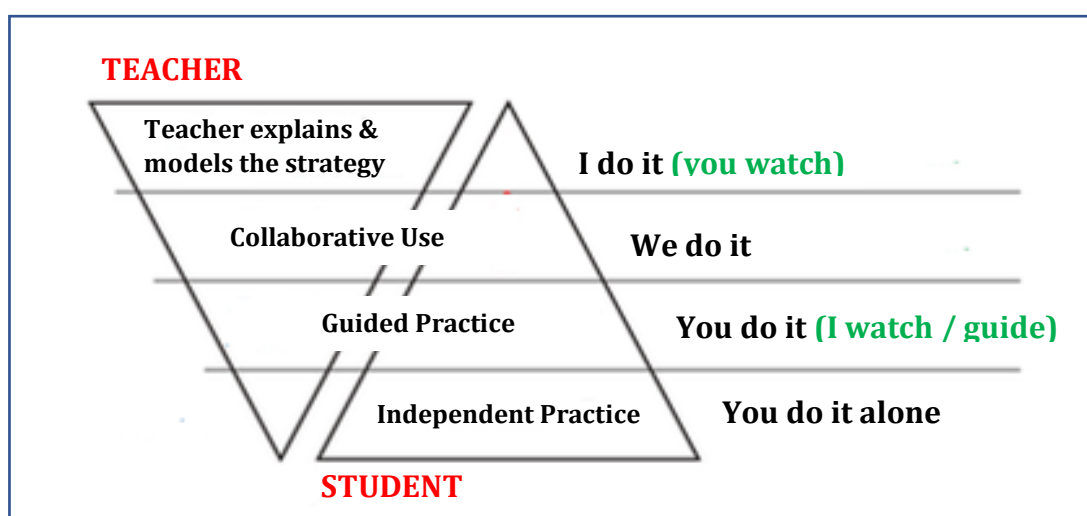 TEACHER
Teacher explains &
models the strategy
I do it (you watch)
Collaborative Use
We do it
Guided Practice
You do it (I watch / guide)
Independent Practice
You do it alone
STUDENT